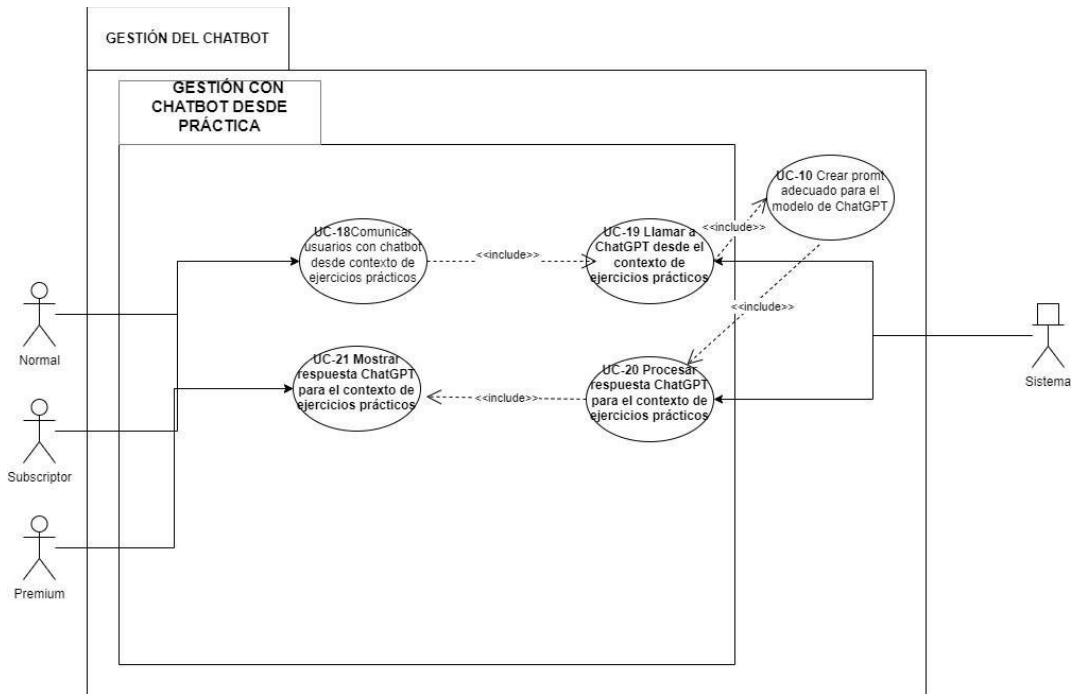 GESTIÓN DEL CHATBOT
GESTIÓN CON
CHATBOT DESDE
PRÁCTICA
UC-10 Crear promt
adecuado para el
modelo de ChatGPT
UC-18Comunicar
usuarios con chatbot
desde contexto de
ejercicios prácticos
<<include>>
UC-19 Llamar a
ChatGPT desde el
contexto de
ejercicios prácticos
<<include>>
<<include>>
Normal
UC-21 Mostrar
respuesta ChatGPT
para el contexto de
ejercicios prácticos
<<include>>
UC-20 Procesar
respuesta ChatGPT
para el contexto de
ejercicios prácticos
Sistema
Subscriptor
Premium